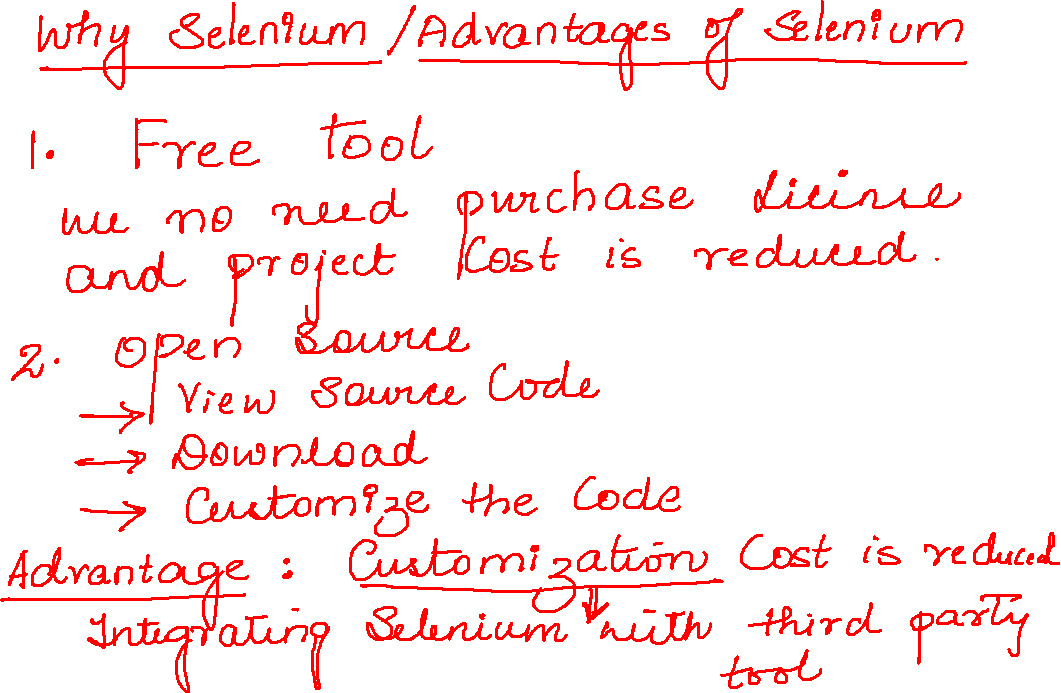 Why Selenium / Advantages of Selenium
1. Free tool
we no need purchase Licinse
and project Cost is reduced.
2. open Source
→ View Source Code
→ Download
→ Customize the Code
Advantage : Customization Cost is reduced
Integrating Selenium with third party
tool